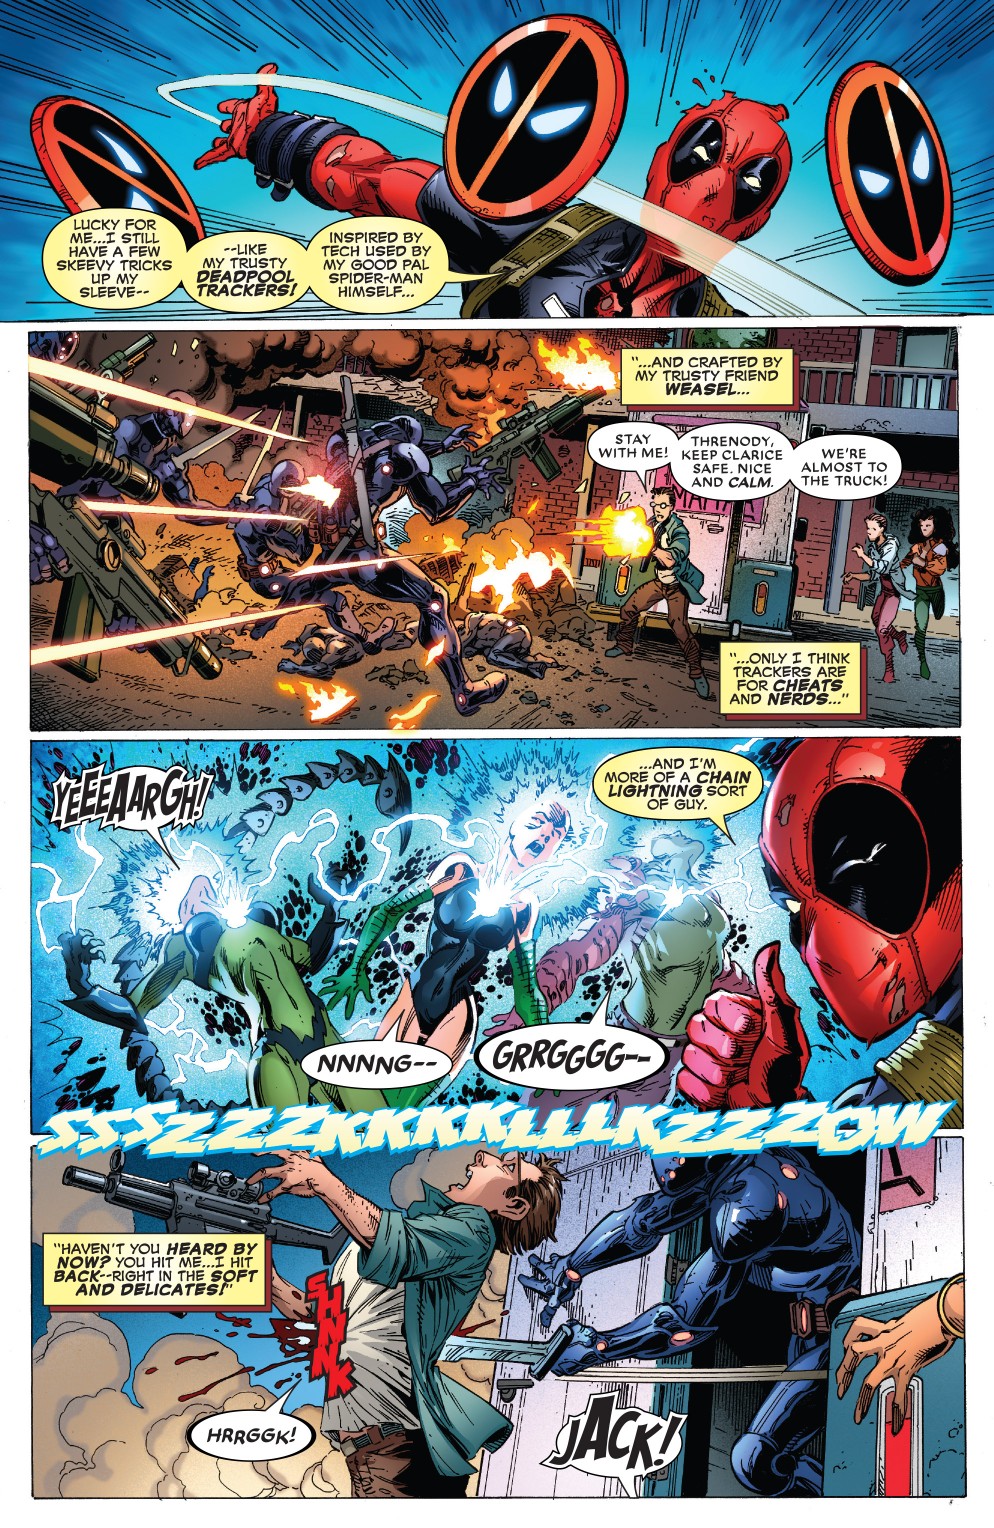 LUCKY FOR
ME...I STILL
HAVE A FEW
SKEEVY TRICKS
UP MY
SLEEVE--
--LIKE
MY TRUSTY
DEADPOOL
TRACKERS!
INSPIRED BY
TECH USED BY
MY GOOD PAL
SPIDER-MAN
HIMSELF...
"...AND CRAFTED BY
MY TRUSTY FRIEND
WEASEL...
STAY
WITH ME!
THRENODY,
KEEP CLARICE
SAFE. NICE
AND CALM.
WE'RE
ALMOST TO
THE TRUCK!
"...ONLY I THINK
TRACKERS ARE
FOR CHEATS
AND NERDS..."
YEEEAARGH!
...AND I'M
MORE OF A CHAIN
LIGHTNING SORT
OF GUY.
NNNNG--
GRRGGGG--
SSSZZZKKKKLLLKZZZZOW
"HAVEN'T YOU HEARD BY
NOW? YOU HIT ME...I HIT
BACK--RIGHT IN THE SOFT
AND DELICATES!"
SHNNK
HRRGGK!
JACK!